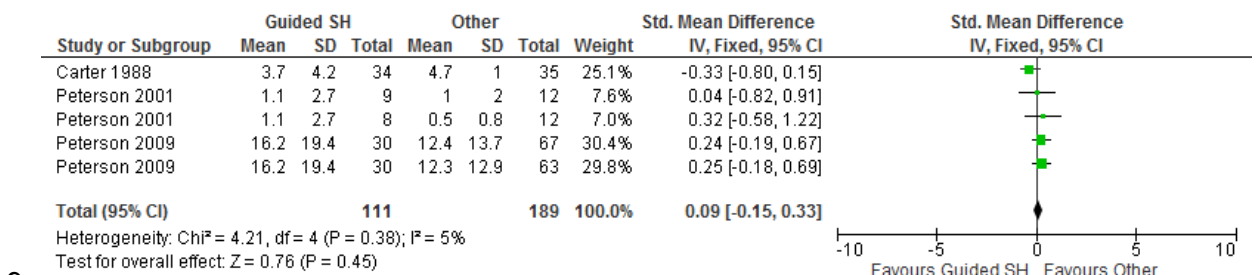 Guided SH Other Std. Mean Difference Std. Mean Difference
Study or Subgroup Mean SD Total Mean SD Total Weight IV, Fixed, 95% CI IV, Fixed, 95% CI
Carter 1988 3.7 4.2 34 4.7 1 35 25.1% -0.33 [-0.80, 0.15]
Peterson 2001 1.1 2.7 9 1 2 12 7.6% 0.04 [-0.82, 0.91]
Peterson 2001 1.1 2.7 8 0.5 0.8 12 7.0% 0.32 [-0.58, 1.22]
Peterson 2009 16.2 19.4 30 12.4 13.7 67 30.4% 0.24 [-0.19, 0.67]
Peterson 2009 16.2 19.4 30 12.3 12.9 63 29.8% 0.25 [-0.18, 0.69]
Total (95% CI) 111 189 100.0% 0.09 [-0.15, 0.33]
Heterogeneity: Chi² = 4.21, df = 4 (P = 0.38); I² = 5%
Test for overall effect: Z = 0.76 (P = 0.45)
-10 -5 0 5 10
Favours Guided SH Favours Other